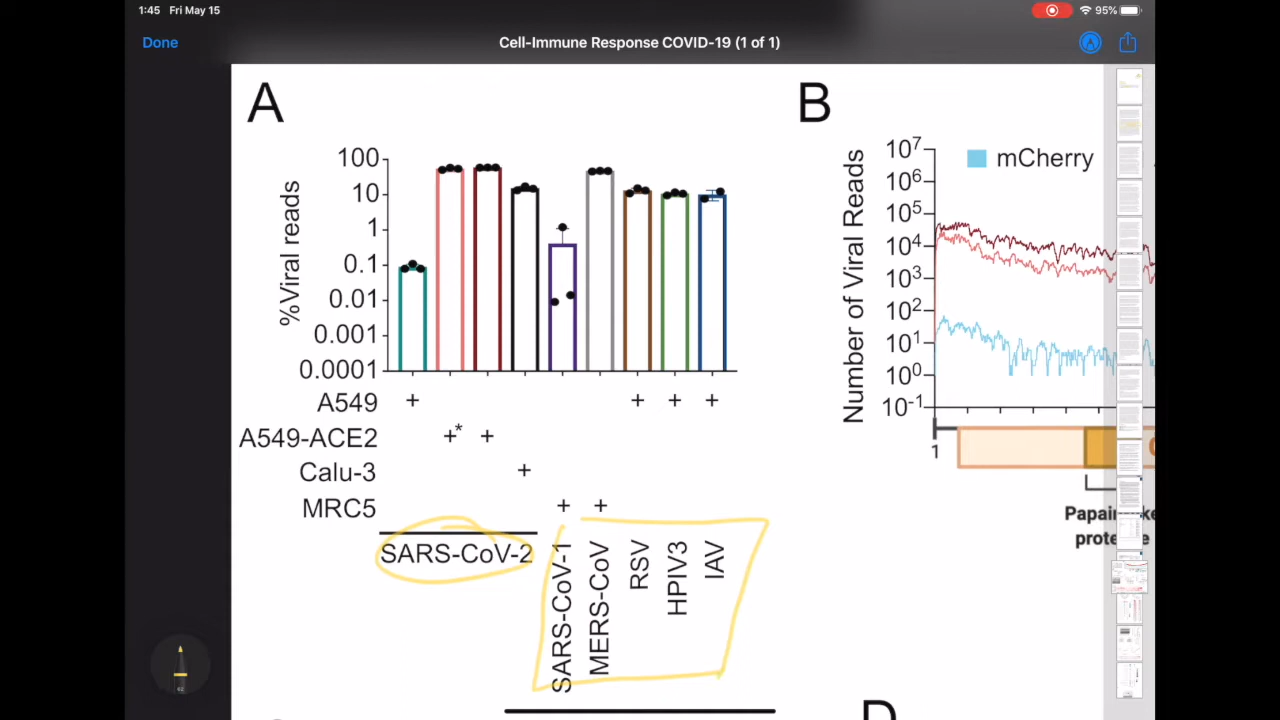 1:45 Fri May 15
95%
Done
Cell-Immune Response COVID-19 (1 of 1)
A
B
%Viral reads
100
10
1
0.1
0.01
0.001
0.0001
A549 + + + +
A549-ACE2 +* +
Calu-3 +
MRC5 + +
SARS-CoV-2
SARS-CoV-1
MERS-CoV
RSV
HPIV3
IAV
Number of Viral Reads
10⁷
10⁶
10⁵
10⁴
10³
10²
10¹
10⁰
10⁻¹
mCherry
1
D